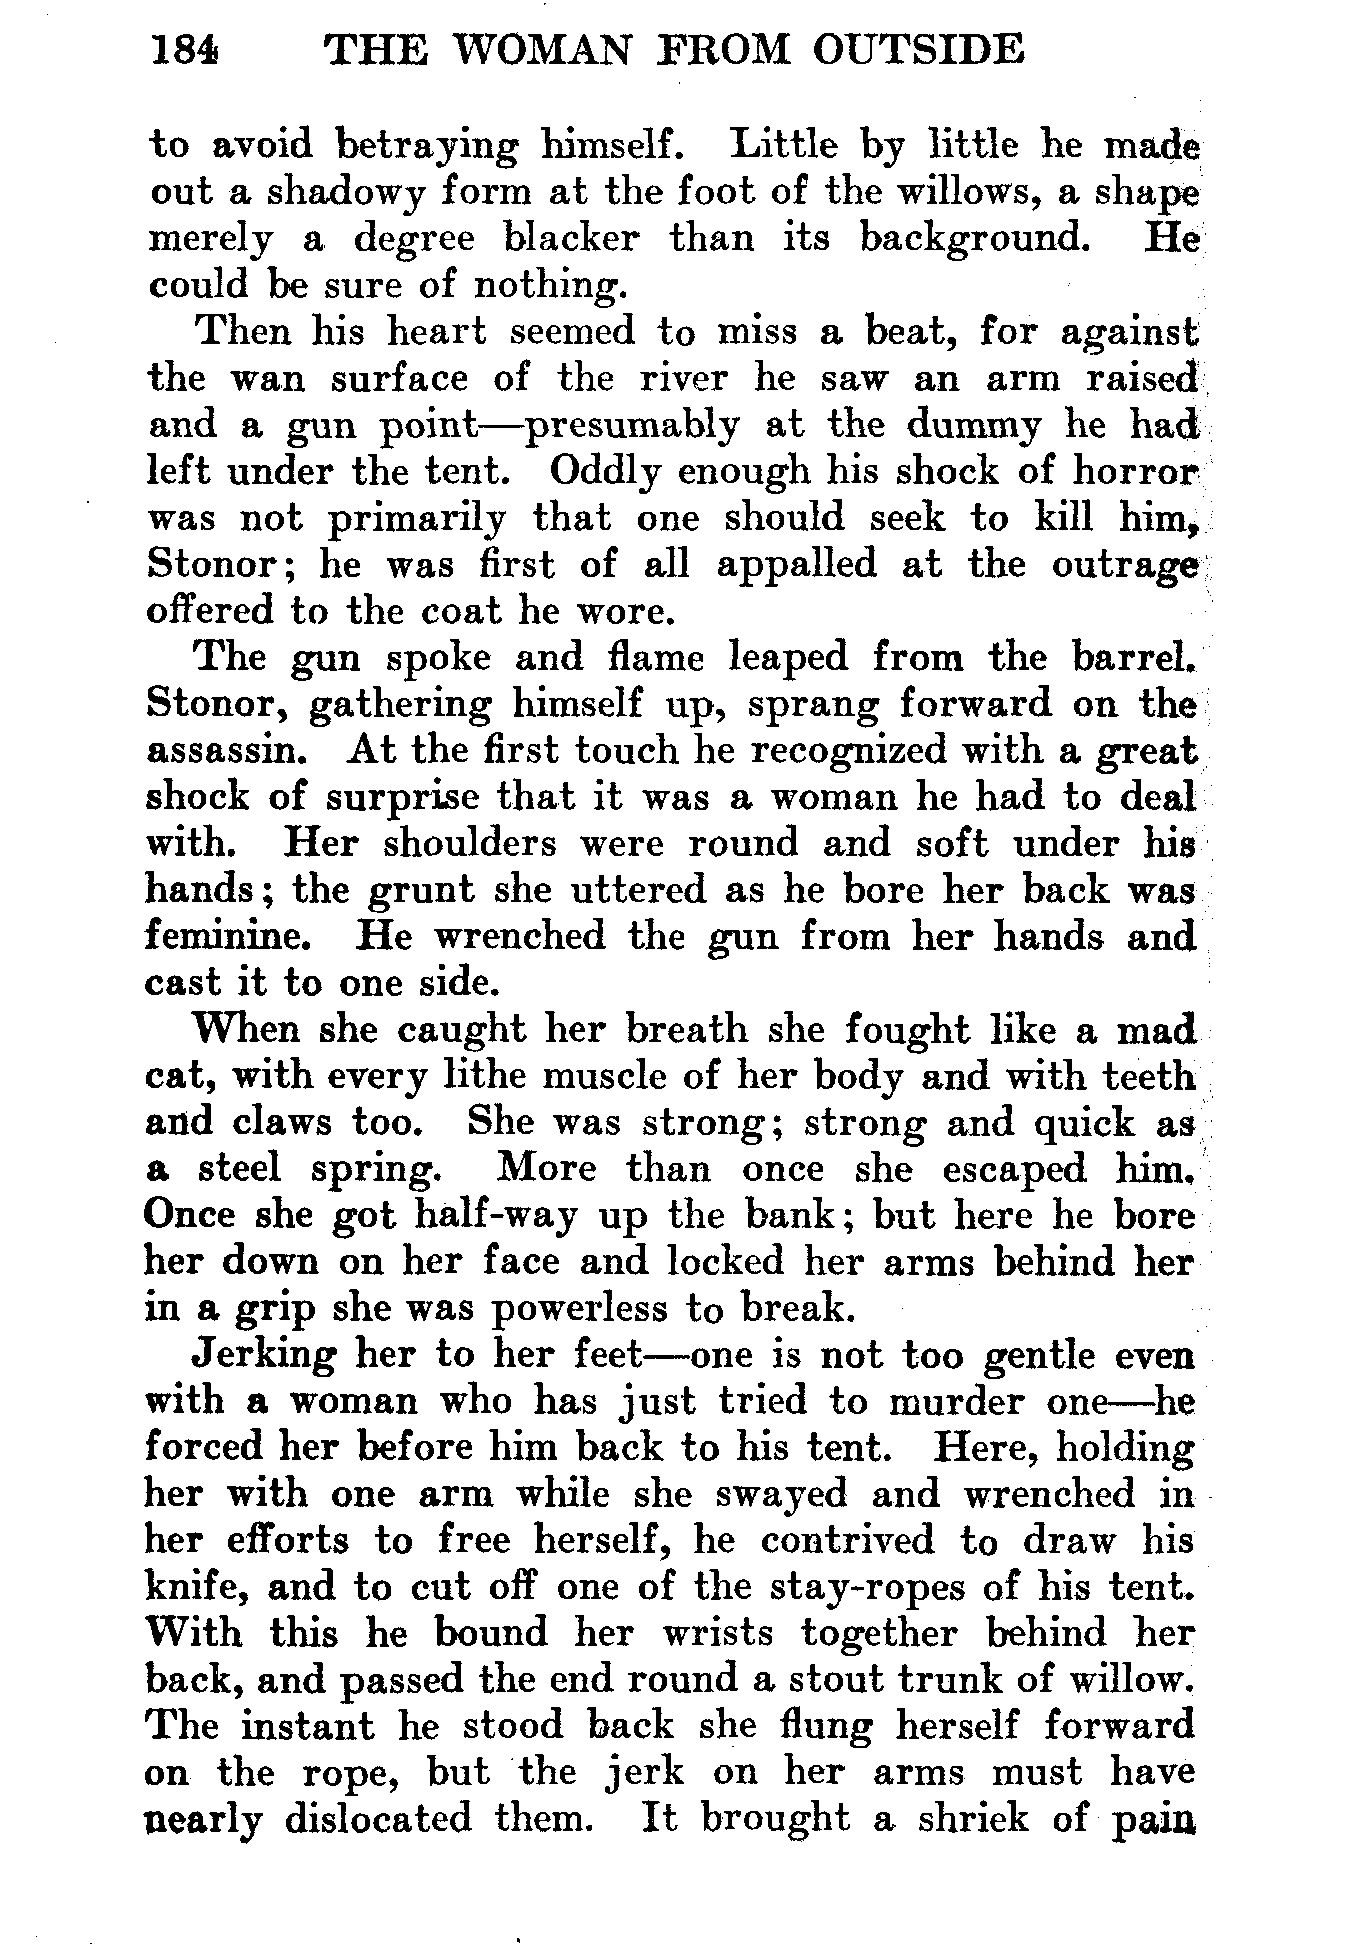 184 THE WOMAN FROM OUTSIDE
to avoid betraying himself. Little by little he made
out a shadowy form at the foot of the willows, a shape
merely a degree blacker than its background. He
could be sure of nothing.
Then his heart seemed to miss a beat, for against
the wan surface of the river he saw an arm raised
and a gun point—presumably at the dummy he had
left under the tent. Oddly enough his shock of horror
was not primarily that one should seek to kill him,
Stonor; he was first of all appalled at the outrage
offered to the coat he wore.
The gun spoke and flame leaped from the barrel.
Stonor, gathering himself up, sprang forward on the
assassin. At the first touch he recognized with a great
shock of surprise that it was a woman he had to deal
with. Her shoulders were round and soft under his
hands; the grunt she uttered as he bore her back was
feminine. He wrenched the gun from her hands and
cast it to one side.
When she caught her breath she fought like a mad
cat, with every lithe muscle of her body and with teeth
and claws too. She was strong; strong and quick as
a steel spring. More than once she escaped him.
Once she got half-way up the bank; but here he bore
her down on her face and locked her arms behind her
in a grip she was powerless to break.
Jerking her to her feet—one is not too gentle even
with a woman who has just tried to murder one—he
forced her before him back to his tent. Here, holding
her with one arm while she swayed and wrenched in
her efforts to free herself, he contrived to draw his
knife, and to cut off one of the stay-ropes of his tent.
With this he bound her wrists together behind her
back, and passed the end round a stout trunk of willow.
The instant he stood back she flung herself forward
on the rope, but the jerk on her arms must have
nearly dislocated them. It brought a shriek of pain